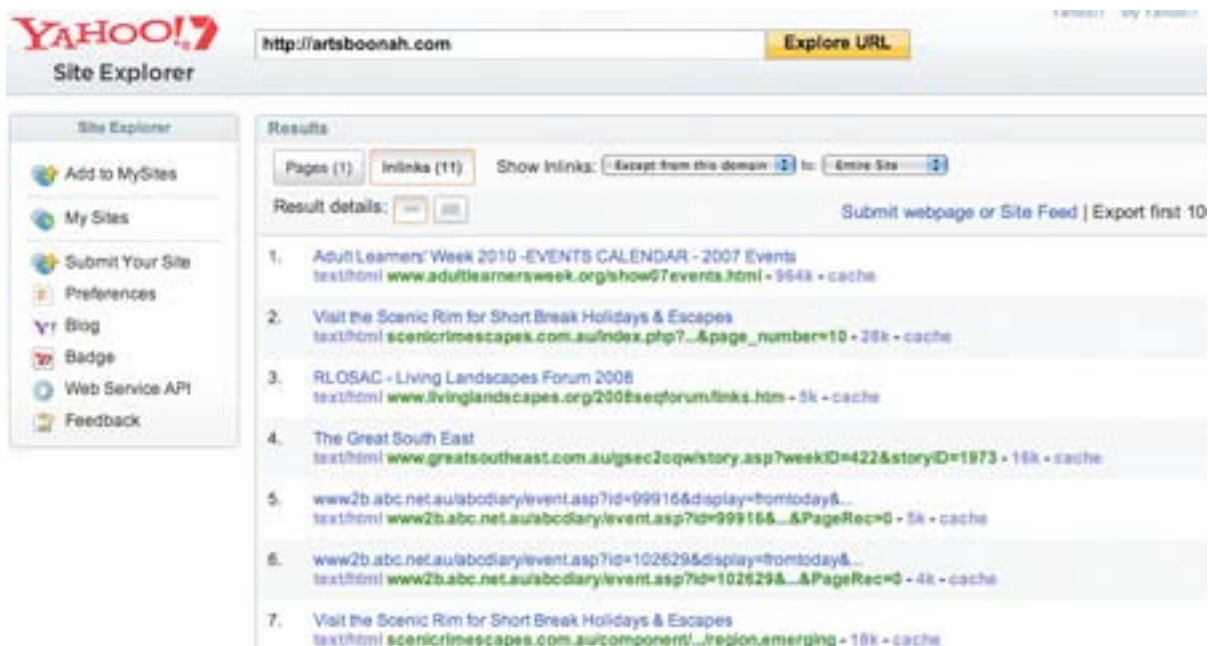 YAHOO!7
http://artsboonah.com Explore URL
Site Explorer
Site Explorer
Add to MySites
My Sites
Submit Your Site
Preferences
Blog
Badge
Web Service API
Feedback
Results
Pages (1) Inlinks (11) Show Inlinks: Except from this domain to: Entire Site
Result details:
Submit webpage or Site Feed | Export first 10
1. Adult Learners' Week 2010 -EVENTS CALENDAR - 2007 Events
text/html www.adultlearnersweek.org/show07events.html - 964k - cache
2. Visit the Scenic Rim for Short Break Holidays & Escapes
text/html scenicrimescapes.com.au/index.php?...&page_number=10 - 28k - cache
3. RLOSAC - Living Landscapes Forum 2008
text/html www.livinglandscapes.org/2008seqforum/links.htm - 5k - cache
4. The Great South East
text/html www.greatsoutheast.com.au/gsec2cqw/story.asp?weekID=422&storyID=1973 - 16k - cache
5. www2b.abc.net.au/abcdiary/event.asp?id=99916&display=fromtoday&...
text/html www2b.abc.net.au/abcdiary/event.asp?id=99916&...&PageRec=0 - 5k - cache
6. www2b.abc.net.au/abcdiary/event.asp?id=102629&display=fromtoday&...
text/html www2b.abc.net.au/abcdiary/event.asp?id=102629&...&PageRec=0 - 4k - cache
7. Visit the Scenic Rim for Short Break Holidays & Escapes
text/html scenicrimescapes.com.au/component/.../region,emerging - 18k - cache